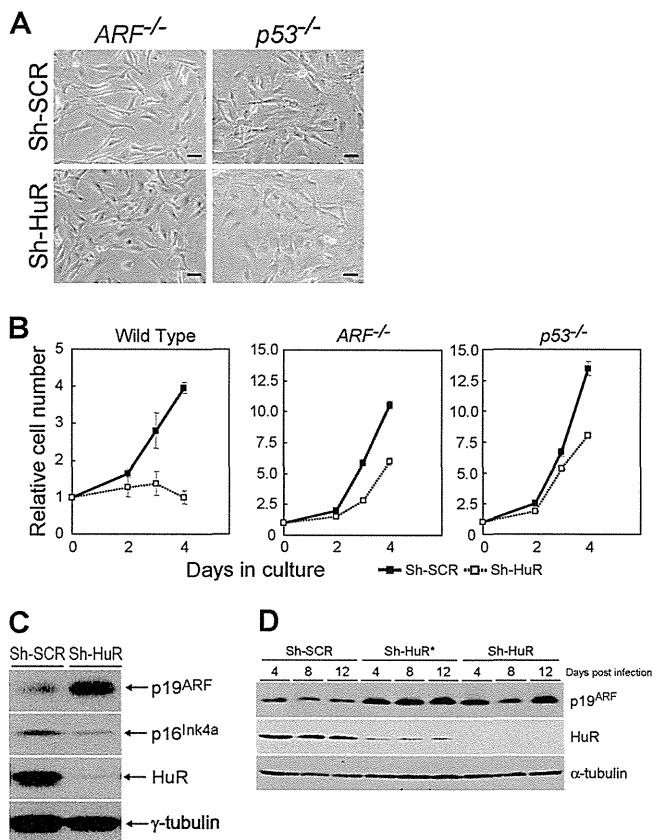 A
ARF-/- p53-/-
Sh-SCR
Sh-HuR
B
Wild Type ARF-/- p53-/-
Relative cell number
5
4
3
2
1
0
15.0
12.5
10.0
7.5
5.0
2.5
0
15.0
12.5
10.0
7.5
5.0
2.5
0
0 2 4 0 2 4 0 2 4
Days in culture Sh-SCR Sh-HuR
C
Sh-SCR Sh-HuR
p19ARF
p16Ink4a
HuR
γ-tubulin
D
Sh-SCR Sh-HuR* Sh-HuR
4 8 12 4 8 12 4 8 12 Days post infection
p19ARF
HuR
α-tubulin